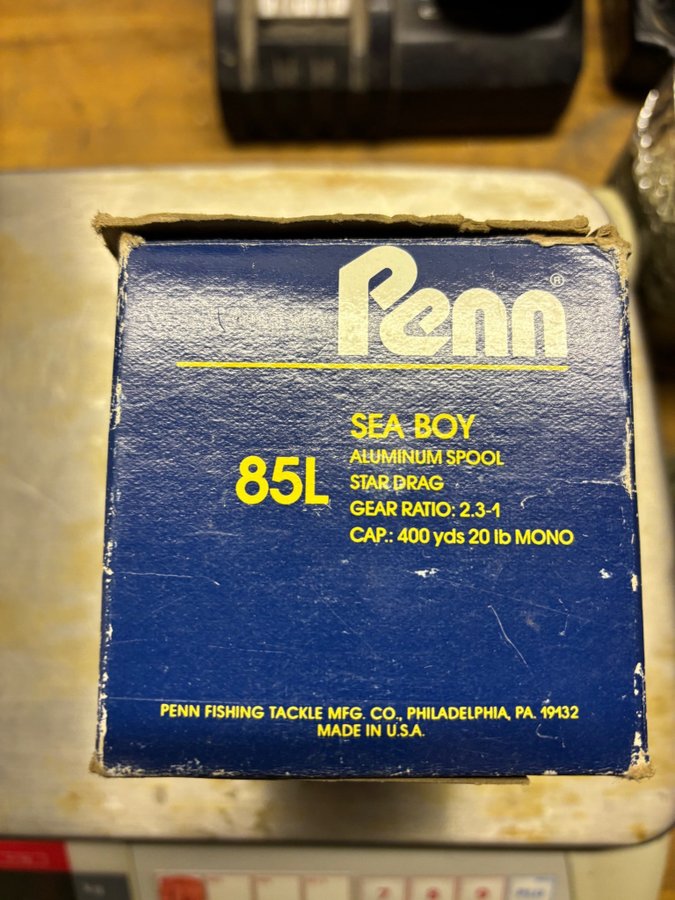 Penn®
SEA BOY
85L
ALUMINUM SPOOL
STAR DRAG
GEAR RATIO: 2.3-1
CAP.: 400 yds 20 lb MONO
PENN FISHING TACKLE MFG. CO., PHILADELPHIA, PA. 19132
MADE IN U.S.A.